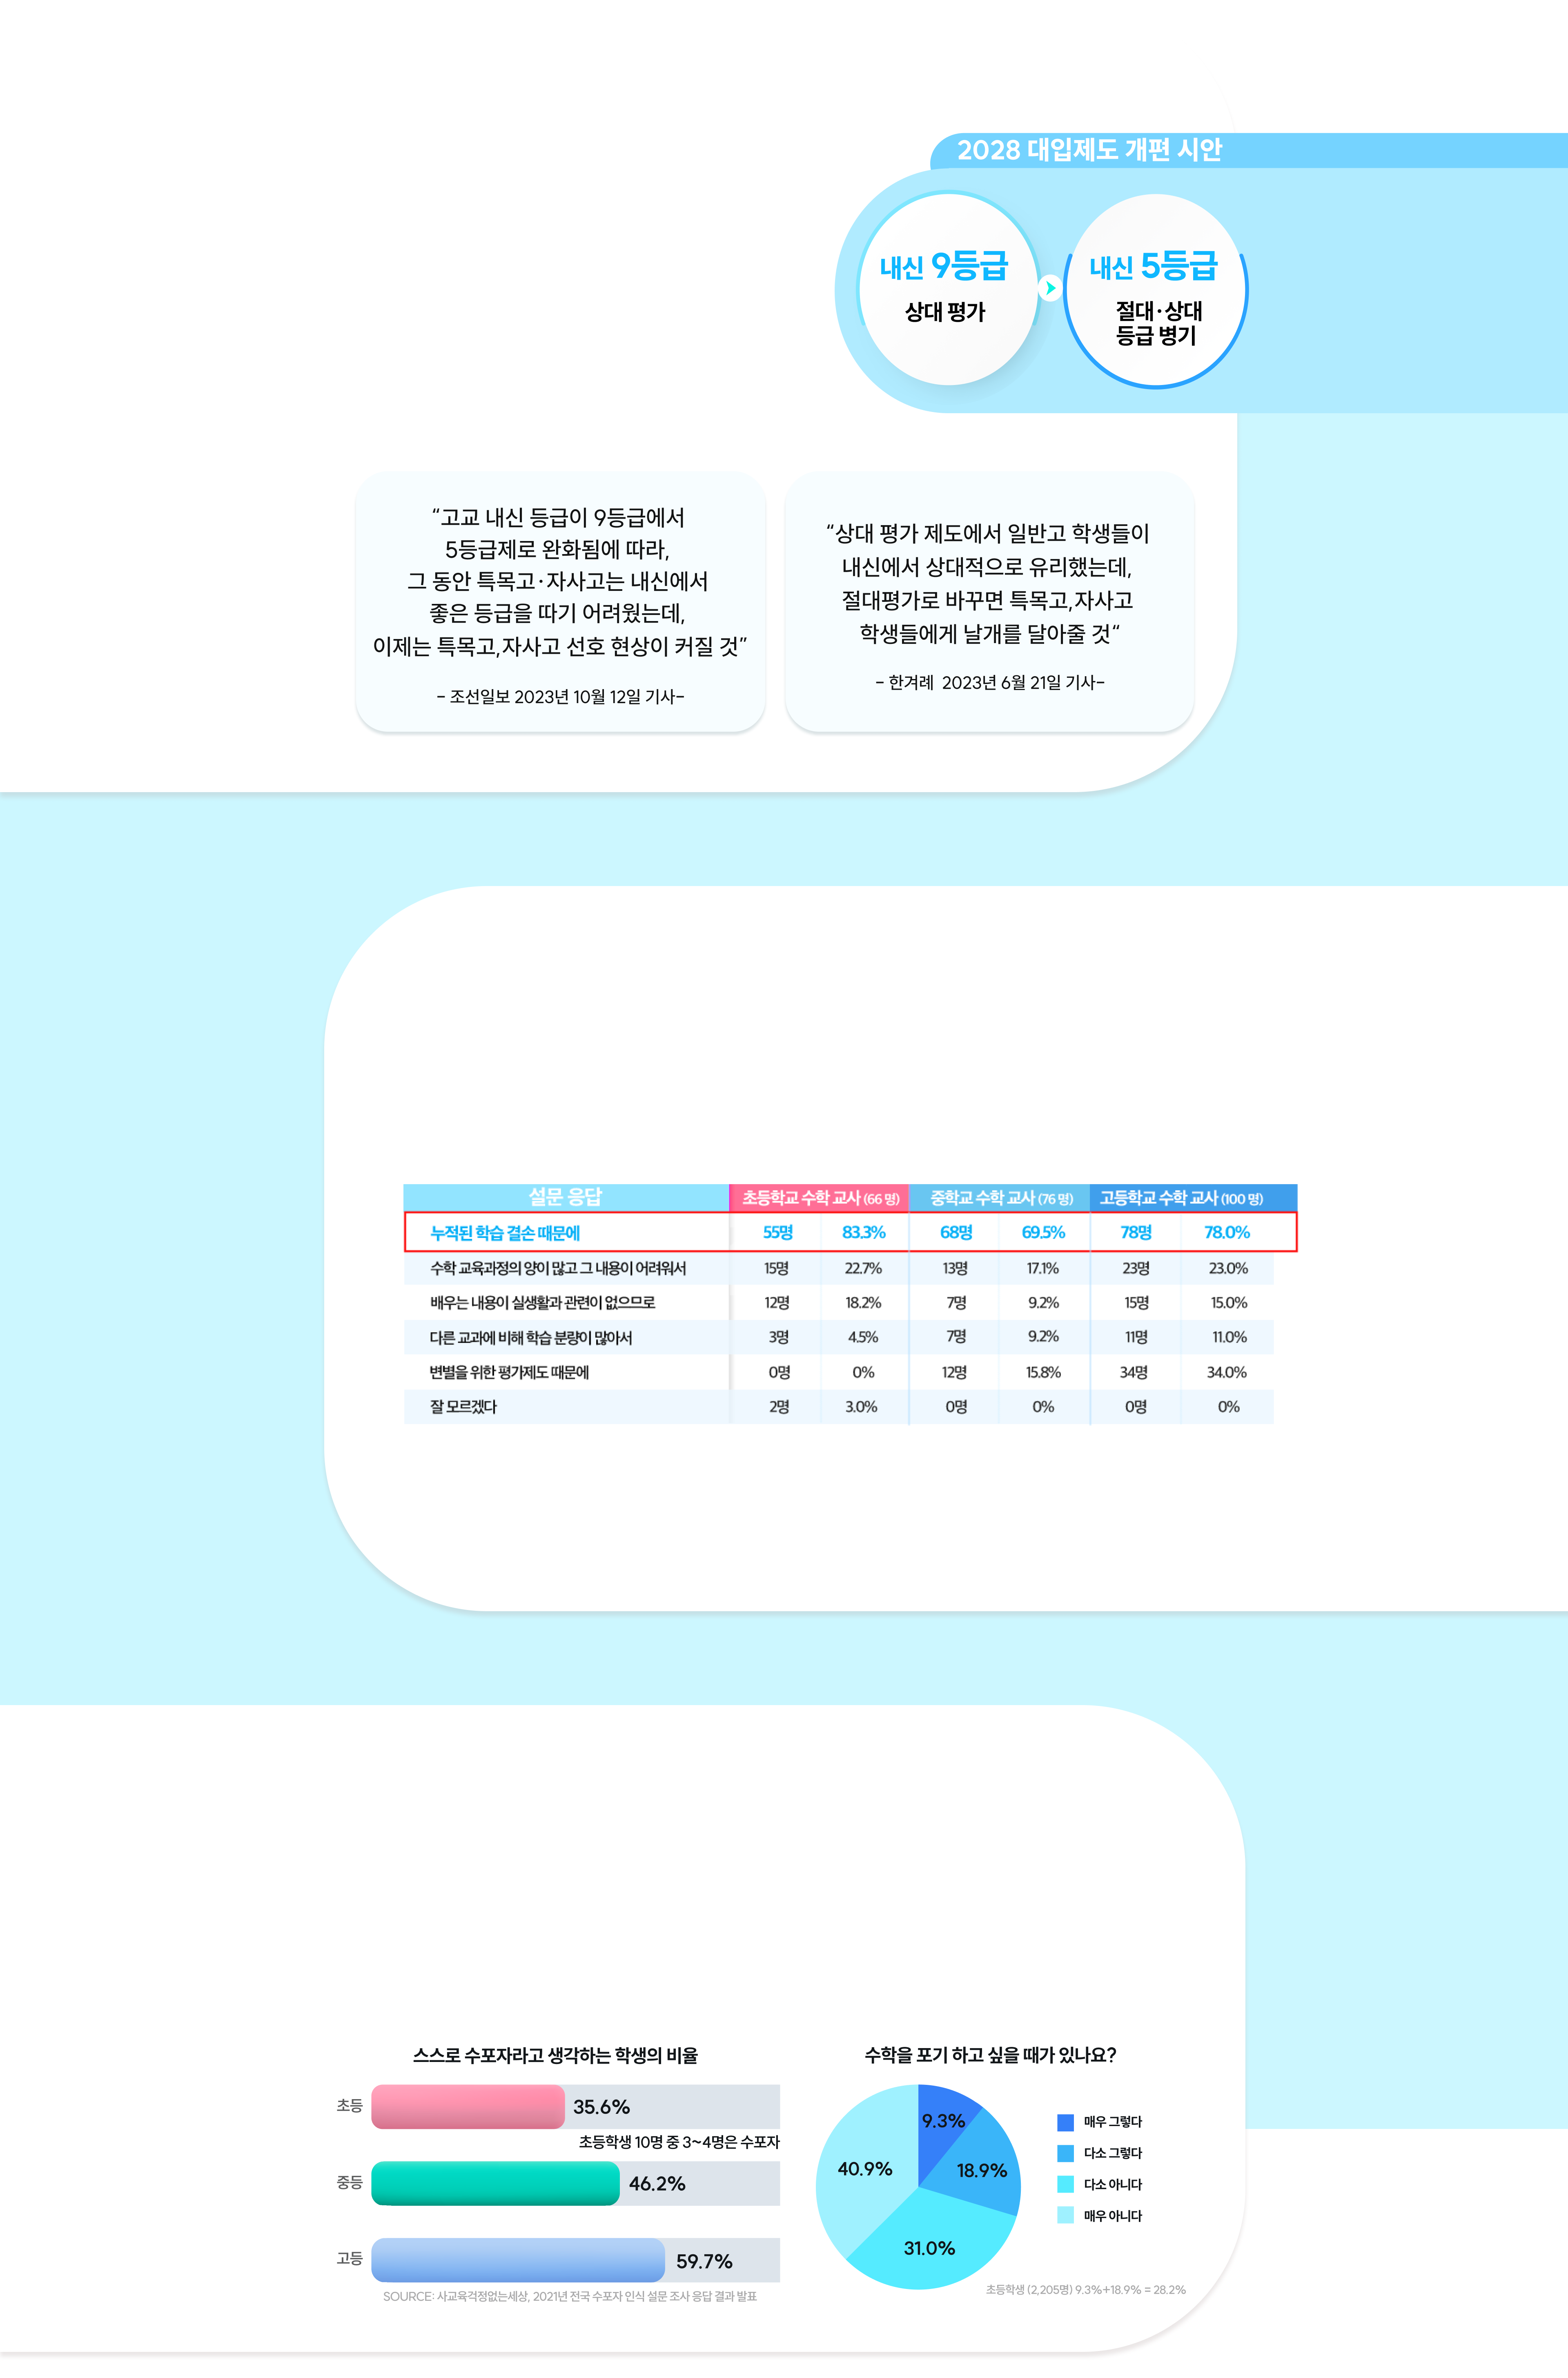 2028 대입제도 개편 시안
내신 9등급
상대 평가
내신 5등급
절대·상대
등급 병기
“고교 내신 등급이 9등급에서
5등급제로 완화됨에 따라,
그 동안 특목고·자사고는 내신에서
좋은 등급을 따기 어려웠는데,
이제는 특목고,자사고 선호 현상이 커질 것”
- 조선일보 2023년 10월 12일 기사-
“상대 평가 제도에서 일반고 학생들이
내신에서 상대적으로 유리했는데,
절대평가로 바꾸면 특목고,자사고
학생들에게 날개를 달아줄 것“
- 한겨례 2023년 6월 21일 기사-
설문 응답 초등학교 수학 교사 (66 명) 중학교 수학 교사 (76 명) 고등학교 수학 교사 (100 명)
누적된 학습 결손 때문에 55명 83.3% 68명 69.5% 78명 78.0%
수학 교육과정의 양이 많고 그 내용이 어려워서 15명 22.7% 13명 17.1% 23명 23.0%
배우는 내용이 실생활과 관련이 없으므로 12명 18.2% 7명 9.2% 15명 15.0%
다른 교과에 비해 학습 분량이 많아서 3명 4.5% 7명 9.2% 11명 11.0%
변별을 위한 평가제도 때문에 0명 0% 12명 15.8% 34명 34.0%
잘 모르겠다 2명 3.0% 0명 0% 0명 0%
스스로 수포자라고 생각하는 학생의 비율
초등 35.6%
초등학생 10명 중 3~4명은 수포자
중등 46.2%
고등 59.7%
SOURCE: 사교육걱정없는세상, 2021년 전국 수포자 인식 설문 조사 응답 결과 발표
수학을 포기 하고 싶을 때가 있나요?
9.3%
18.9%
31.0%
40.9%
매우 그렇다
다소 그렇다
다소 아니다
매우 아니다
초등학생 (2,205명) 9.3%+18.9% = 28.2%